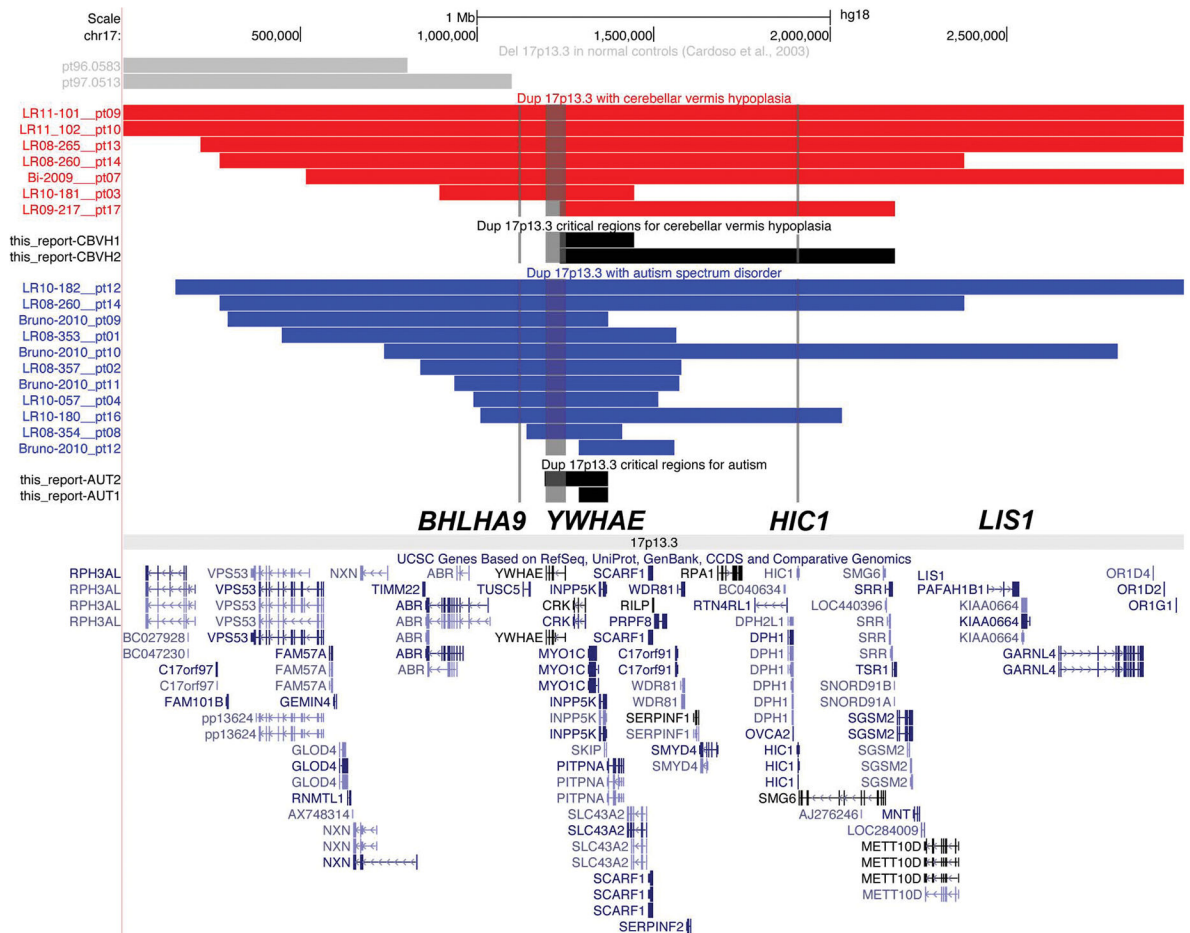 Scale 1 Mb hg18
chr17: 500,000 1,000,000 1,500,000 2,000,000 2,500,000
Del 17p13.3 in normal controls (Cardoso et al., 2003)
pt96.0583
pt97.0513
Dup 17p13.3 with cerebellar vermis hypoplasia
LR11-101__pt09
LR11_102__pt10
LR08-265__pt13
LR08-260__pt14
Bi-2009___pt07
LR10-181__pt03
LR09-217__pt17
Dup 17p13.3 critical regions for cerebellar vermis hypoplasia
this_report-CBVH1
this_report-CBVH2
Dup 17p13.3 with autism spectrum disorder
LR10-182__pt12
LR08-260__pt14
Bruno-2010_pt09
LR08-353__pt01
Bruno-2010_pt10
LR08-357__pt02
Bruno-2010_pt11
LR10-057__pt04
LR10-180__pt16
LR08-354__pt08
Bruno-2010_pt12
Dup 17p13.3 critical regions for autism
this_report-AUT2
this_report-AUT1
BHLHA9 YWHAE HIC1 LIS1
17p13.3
UCSC Genes Based on RefSeq, UniProt, GenBank, CCDS and Comparative Genomics
RPH3AL VPS53 NXN ABR YWHAE SCARF1 RPA1 HIC1 SMG6 LIS1 OR1D4
RPH3AL VPS53 TIMM22 TUSC5 INPP5K WDR81 BC040634 SRR PAFAH1B1 OR1D2
RPH3AL VPS53 ABR CRK RILP RTN4RL1 LOC440396 KIAA0664 OR1G1
RPH3AL VPS53 ABR CRK PRPF8 DPH2L1 SRR KIAA0664
BC027928 VPS53 ABR YWHAE SCARF1 DPH1 SRR KIAA0664
BC047230 FAM57A ABR MYO1C C17orf91 DPH1 SRR GARNL4
C17orf97 FAM57A ABR MYO1C C17orf91 DPH1 TSR1 GARNL4
C17orf97 FAM57A MYO1C WDR81 DPH1 SNORD91B
FAM101B GEMIN4 INPP5K WDR81 DPH1 SNORD91A
pp13624 INPP5K SERPINF1 DPH1 SGSM2
pp13624 INPP5K SERPINF1 OVCA2 SGSM2
GLOD4 SKIP SMYD4 HIC1 SGSM2
GLOD4 PITPNA SMYD4 HIC1 SGSM2
GLOD4 PITPNA HIC1 SGSM2
RNMTL1 PITPNA SMG6
AX748314 SLC43A2 AJ276246 MNT
NXN SLC43A2 LOC284009
NXN SLC43A2 METT10D
NXN SLC43A2 METT10D
SCARF1 METT10D
SCARF1 METT10D
SCARF1
SERPINF2